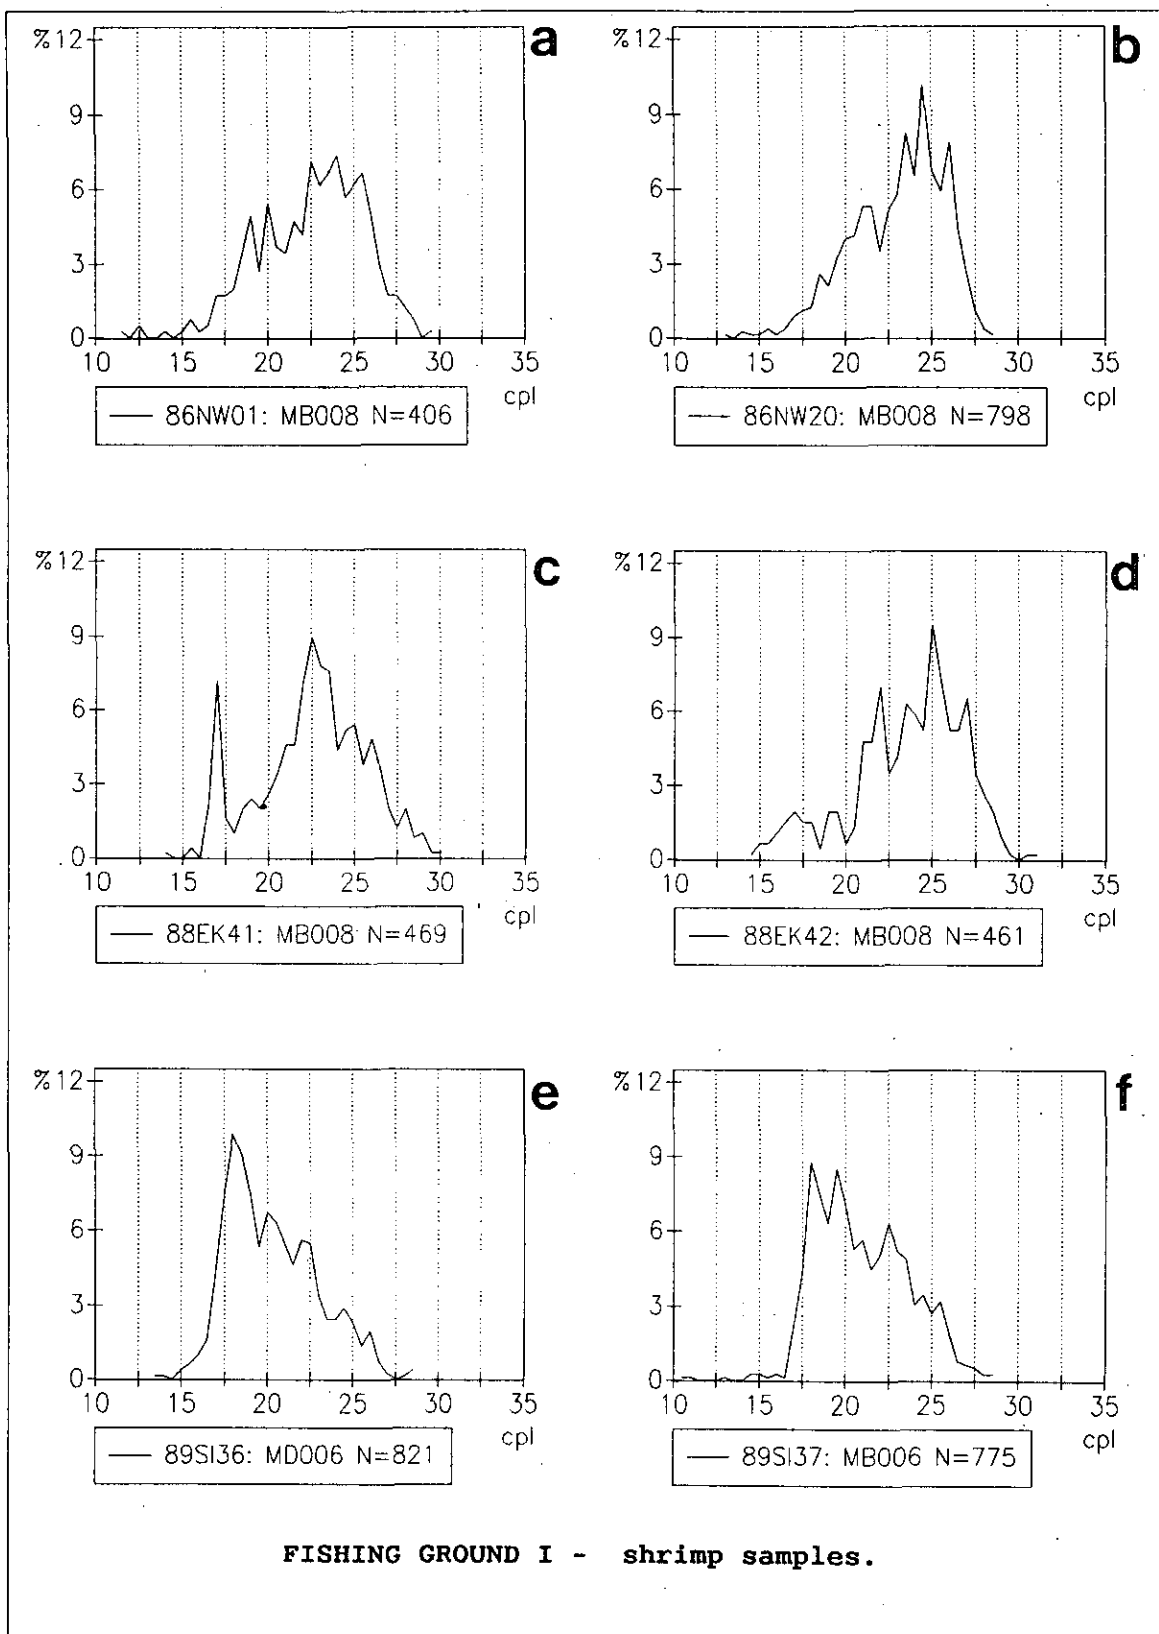 %12 a
9
6
3
0
10 15 20 25 30 35
cpl
86NW01: MB008 N=406
%12 b
9
6
3
0
10 15 20 25 30 35
cpl
86NW20: MB008 N=798
%12 c
9
6
3
0
10 15 20 25 30 35
cpl
88EK41: MB008 N=469
%12 d
9
6
3
0
10 15 20 25 30 35
cpl
88EK42: MB008 N=461
%12 e
9
6
3
0
10 15 20 25 30 35
cpl
89SI36: MD006 N=821
%12 f
9
6
3
0
10 15 20 25 30 35
cpl
89SI37: MB006 N=775
FISHING GROUND I - shrimp samples.